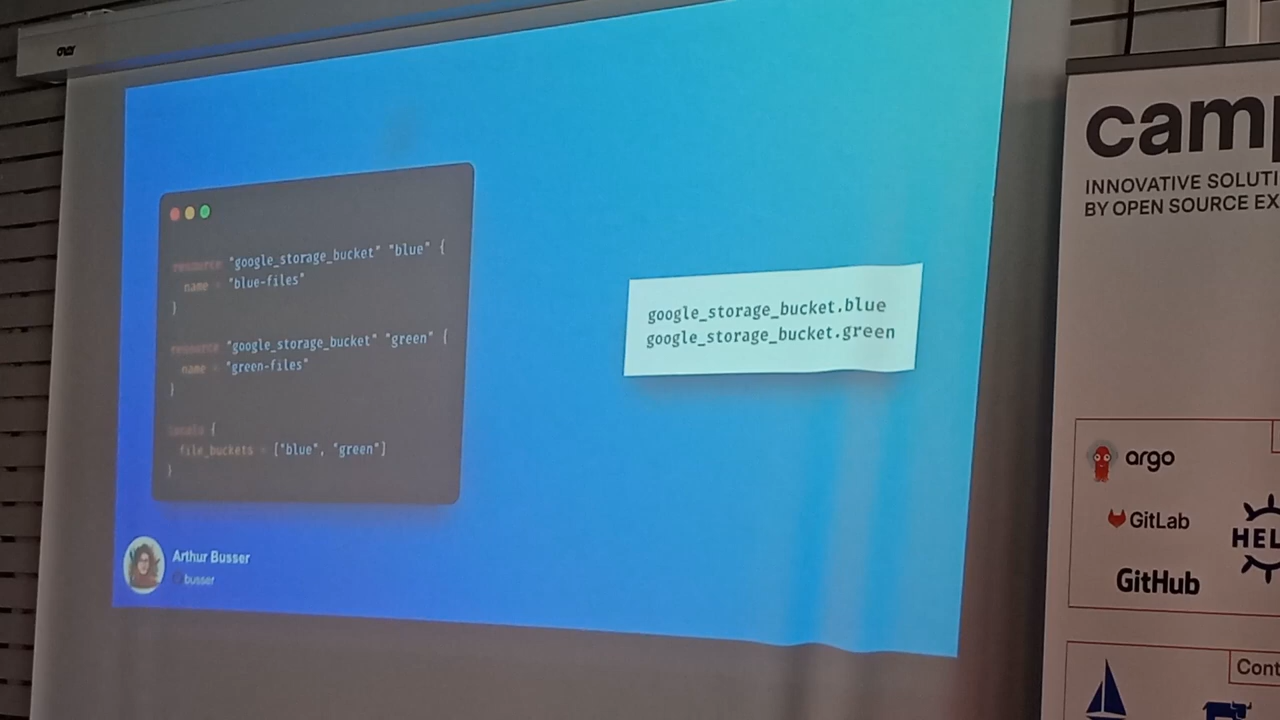 resource "google_storage_bucket" "blue" {
name = "blue-files"
}
resource "google_storage_bucket" "green" {
name = "green-files"
}
locals {
file_buckets = ["blue", "green"]
}
google_storage_bucket.blue
google_storage_bucket.green
Arthur Busser
busser
cam
INNOVATIVE SOLUTI
BY OPEN SOURCE EX
argo
GitLab
HEL
GitHub
Cont